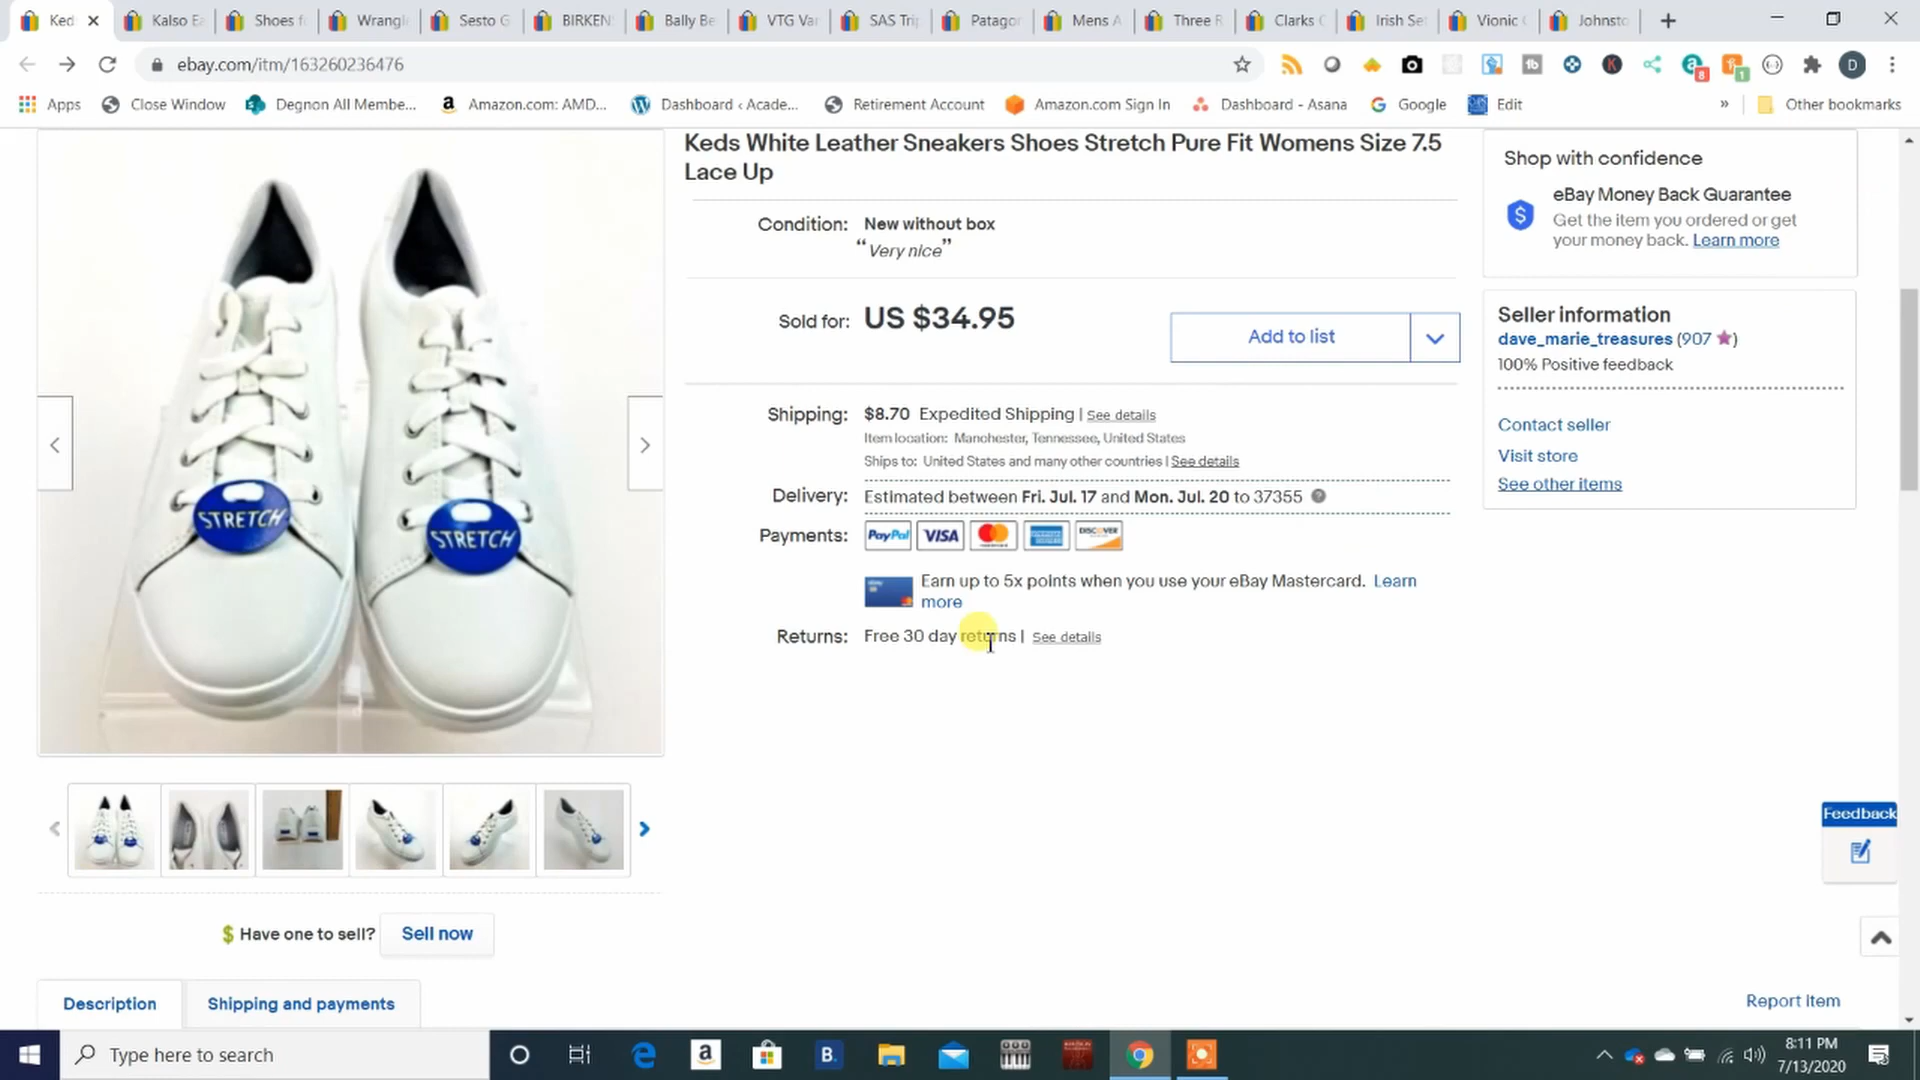 Ked
Kalso Ea
Shoes f
Wrangl
Sesto G
BIRKEN
Bally Be
VTG Va
SAS Trip
Patagon
Mens A
Three R
Clarks C
Irish Se
Vionic
Johnsto
ebay.com/itm/163260236476
8
1
D
Apps
Close Window
Degnon All Membe...
Amazon.com: AMD...
Dashboard ‹ Acade...
Retirement Account
Amazon.com Sign In
Dashboard - Asana
Google
Edit
»
Other bookmarks
Keds White Leather Sneakers Shoes Stretch Pure Fit Womens Size 7.5
Lace Up
Condition: New without box
“Very nice”
Sold for: US $34.95
Add to list
Shipping: $8.70 Expedited Shipping | See details
Item location: Manchester, Tennessee, United States
Ships to: United States and many other countries | See details
Delivery: Estimated between Fri. Jul. 17 and Mon. Jul. 20 to 37355
Payments: PayPal VISA DISCOVER
Earn up to 5x points when you use your eBay Mastercard. Learn
more
Returns: Free 30 day returns | See details
Shop with confidence
eBay Money Back Guarantee
Get the item you ordered or get
your money back. Learn more
Seller information
dave_marie_treasures (907)
100% Positive feedback
Contact seller
Visit store
See other items
STRETCH
STRETCH
Have one to sell? Sell now
Feedback
Description
Shipping and payments
Report item
Type here to search
8:11 PM
7/13/2020